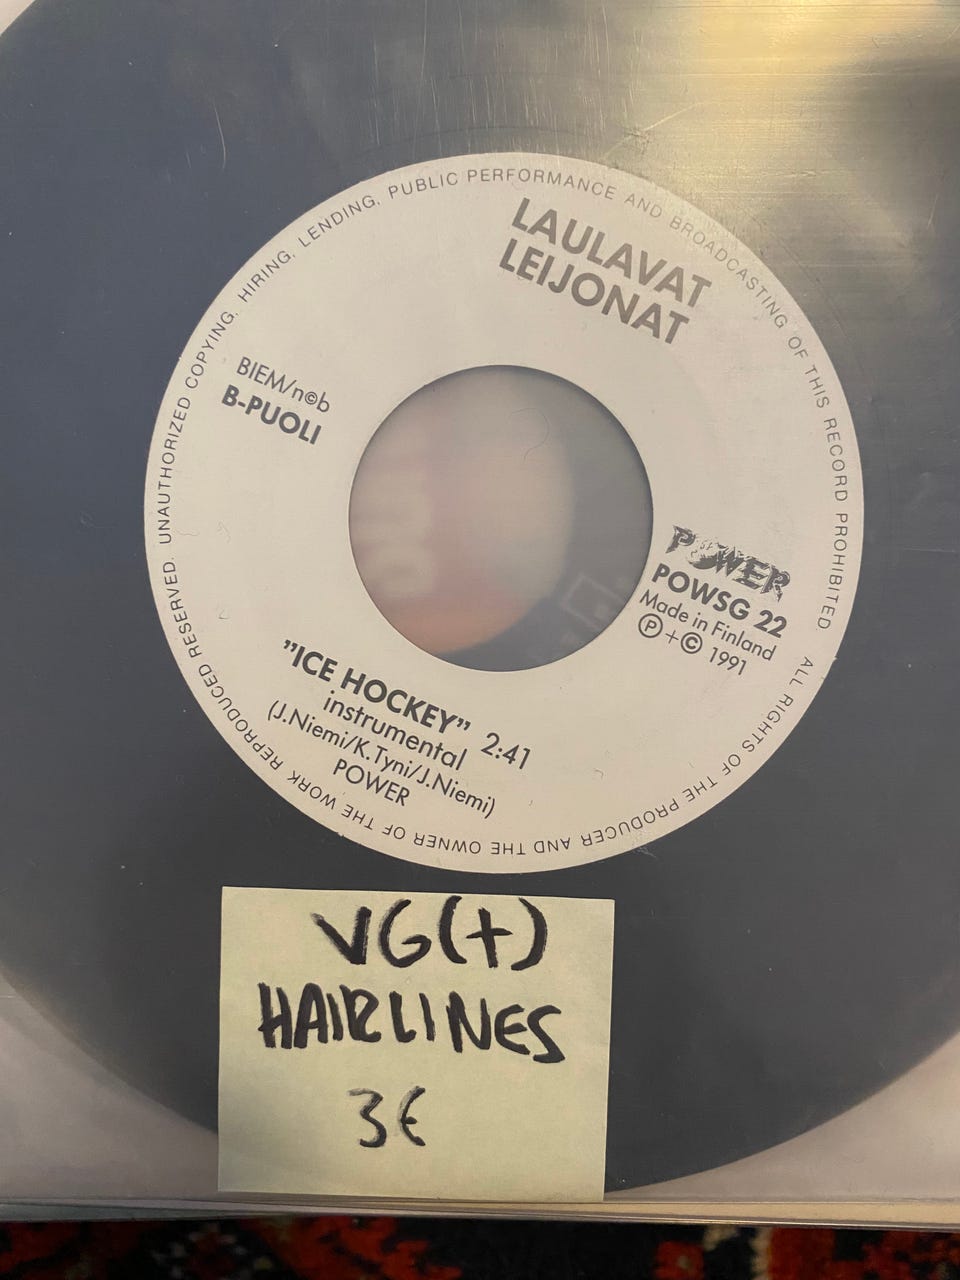 UNAUTHORIZED COPYING, HIRING, LENDING, PUBLIC PERFORMANCE AND BROADCASTING OF THIS RECORD PROHIBITED. ALL RIGHTS OF THE PRODUCER AND THE OWNER OF THE WORK REPRODUCED RESERVED.
LAULAVAT
LEIJONAT
BIEM/n©b
B-PUOLI
POWER
POWSG 22
Made in Finland
Ⓟ+© 1991
"ICE HOCKEY" 2:41
instrumental
(J.Niemi/K.Tyni/J.Niemi)
POWER
VG(+)
HAIRLINES
3€